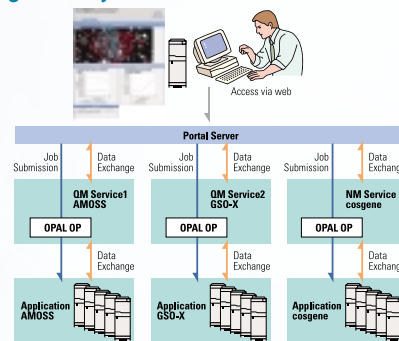 Access via web
Portal Server
Job Submission
Data Exchange
Job Submission
Data Exchange
Job Submission
Data
QM Service1
AMOSS
QM Service2
GSO-X
NM Service
cosgene
OPAL OP
OPAL OP
OPAL OP
Data Exchange
Data Exchange
Data
Application
AMOSS
Application
GSO-X
Application
cosgene